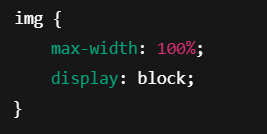 img {
    max-width: 100%;
    display: block;
}